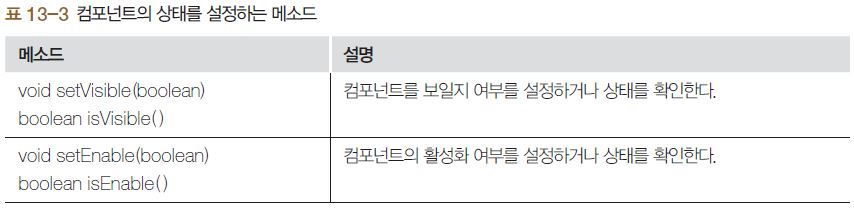 표 13-3 컴포넌트의 상태를 설정하는 메소드
메소드 설명
void setVisible(boolean) 컴포넌트를 보일지 여부를 설정하거나 상태를 확인한다.
boolean isVisible()
void setEnable(boolean) 컴포넌트의 활성화 여부를 설정하거나 상태를 확인한다.
boolean isEnable()